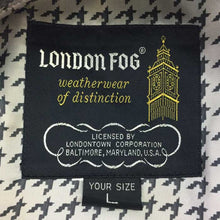 LONDON FOG®
weatherwear
of distinction
LICENSED BY
LONDONTOWN CORPORATION
BALTIMORE, MARYLAND, U.S.A.
YOUR SIZE
L